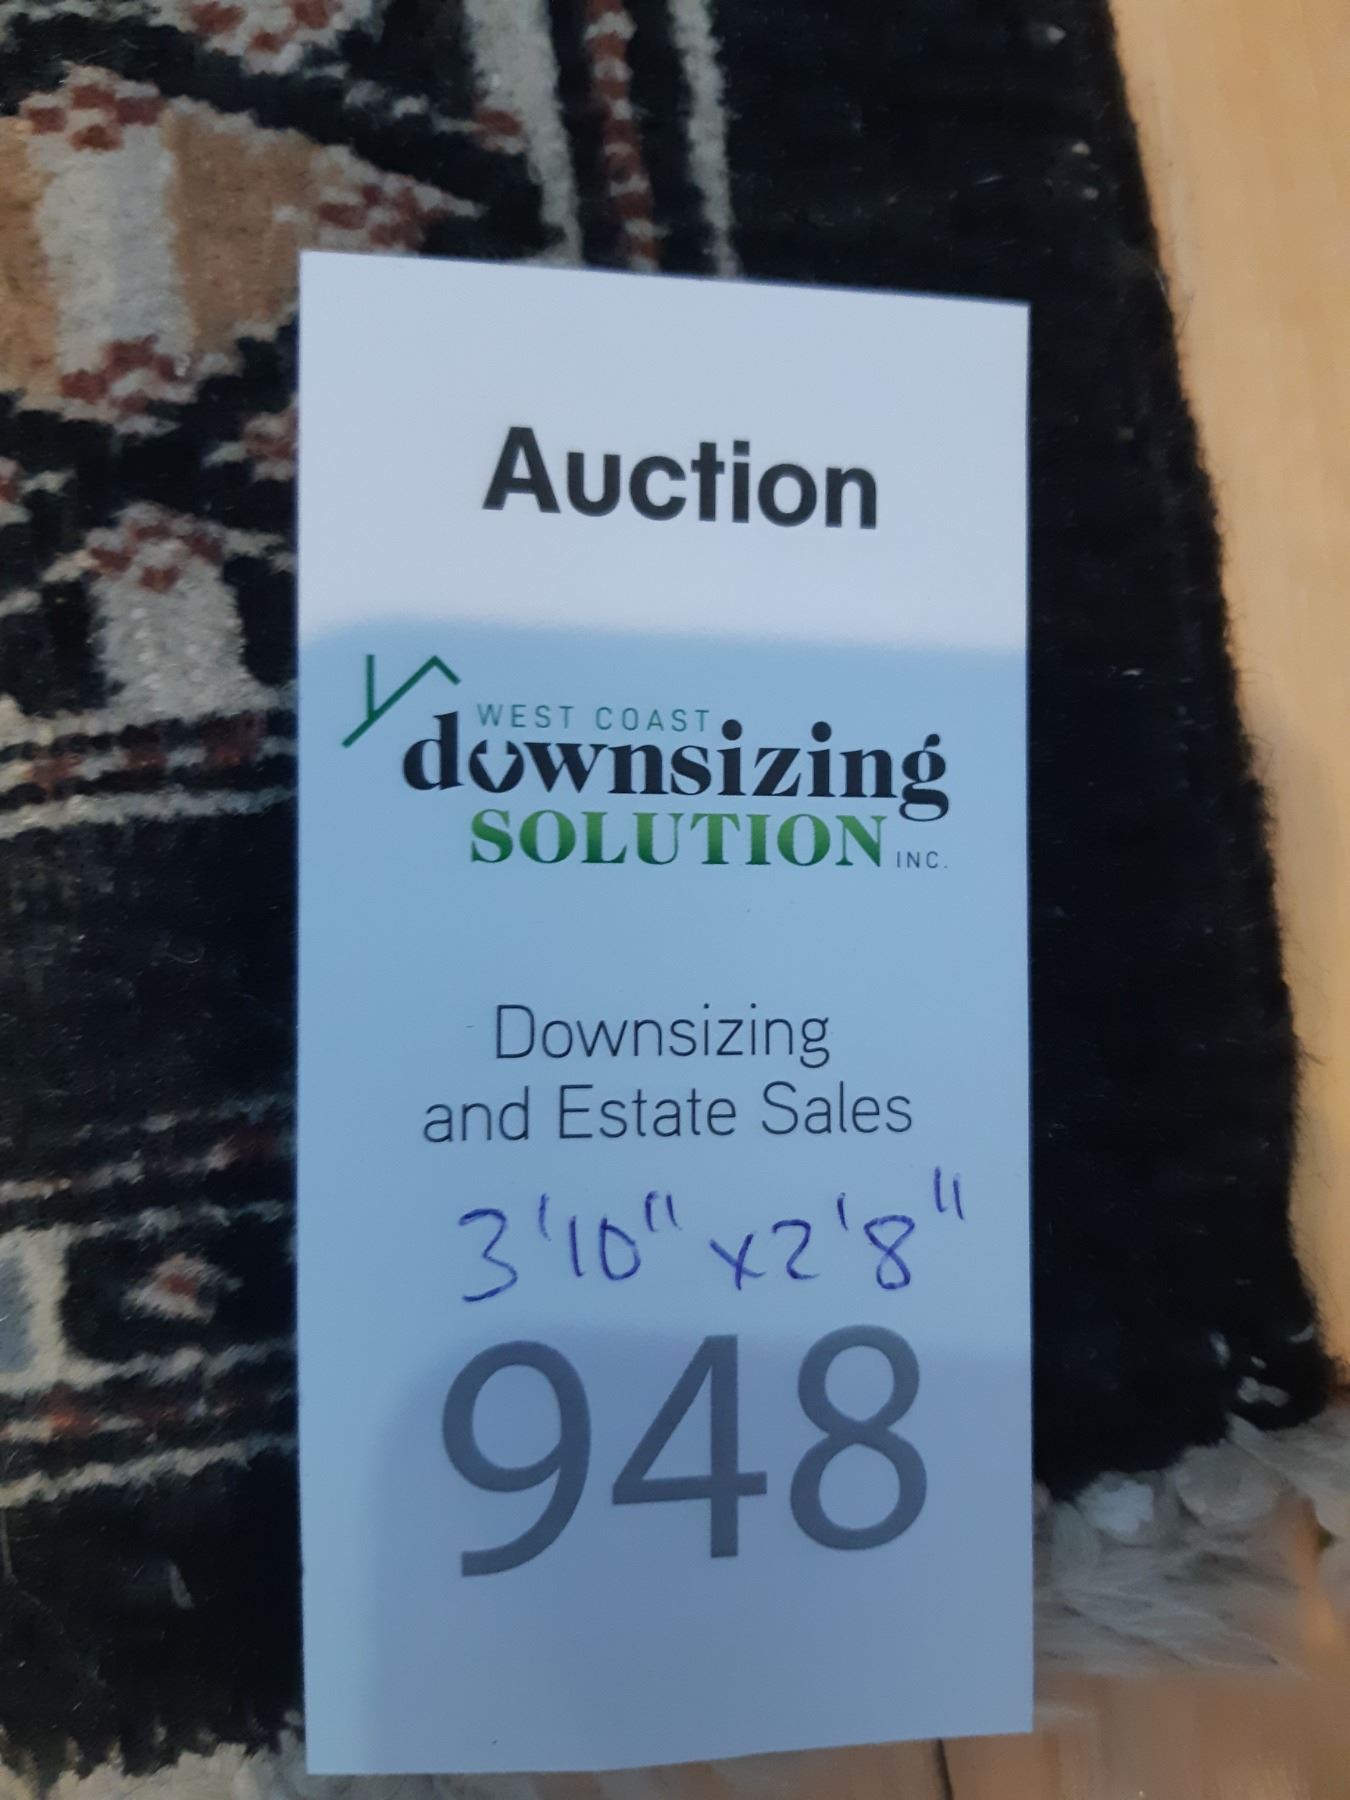 Auction
WEST COAST
downsizing
SOLUTION INC.
Downsizing
and Estate Sales
3'10" x 2'8"
948